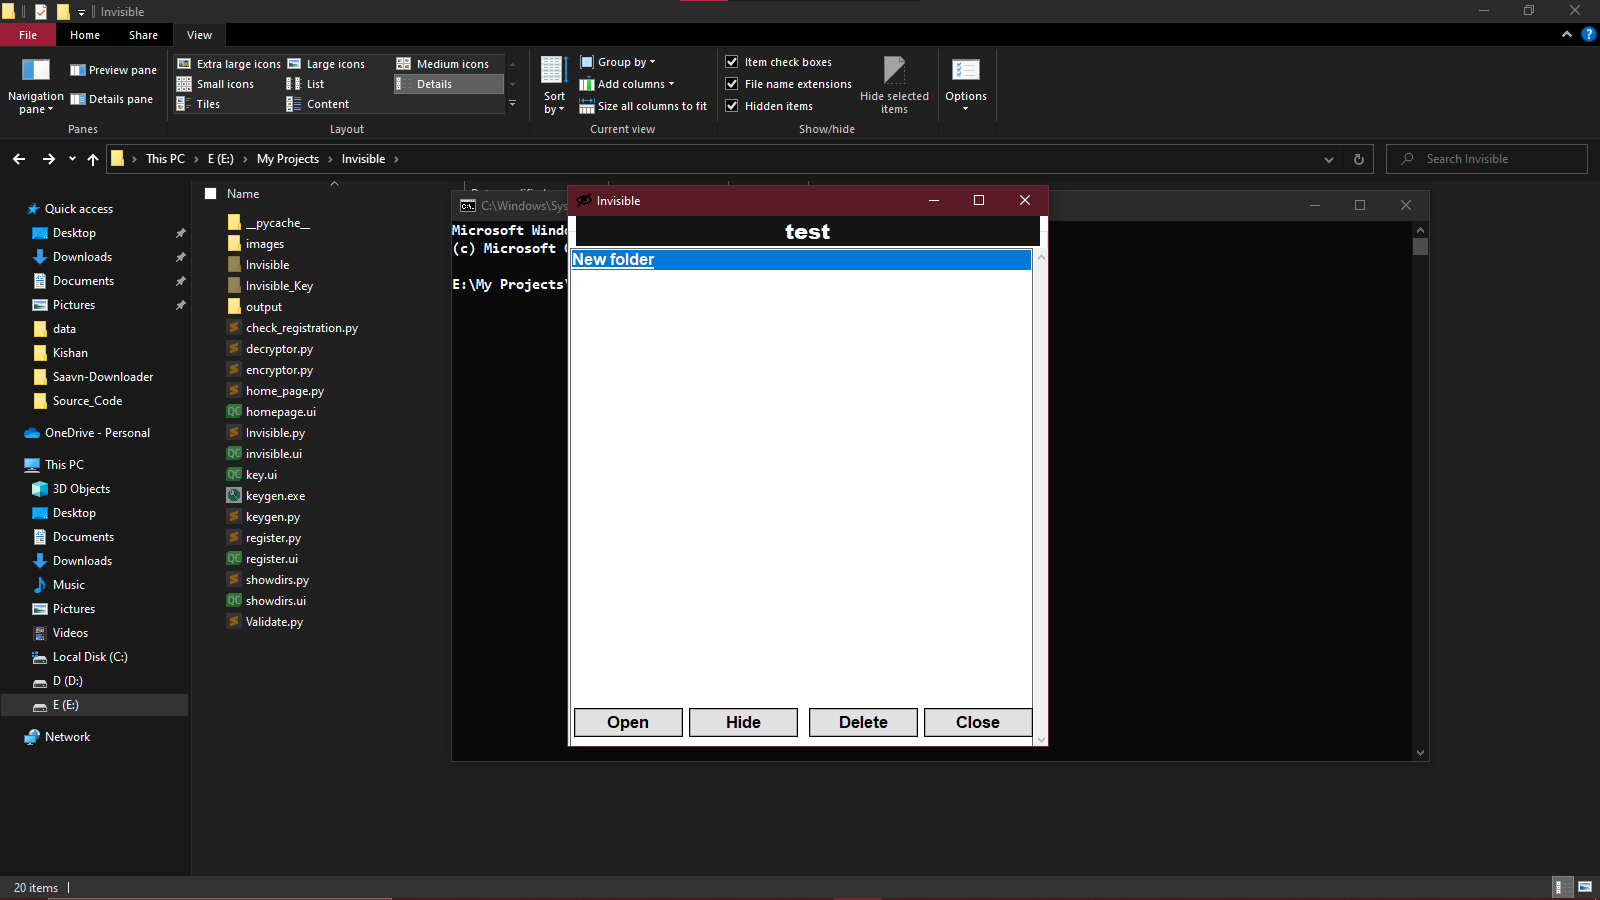 Invisible
File Home Share View
Navigation pane
Preview pane
Details pane
Panes
Extra large icons Large icons Medium icons
Small icons List Details
Tiles Content
Layout
Sort by
Group by
Add columns
Size all columns to fit
Current view
Item check boxes
File name extensions
Hidden items
Hide selected items
Show/hide
Options
This PC › E (E:) › My Projects › Invisible ›
Search Invisible
Quick access
Desktop
Downloads
Documents
Pictures
data
Kishan
Saavn-Downloader
Source_Code
OneDrive - Personal
This PC
3D Objects
Desktop
Documents
Downloads
Music
Pictures
Videos
Local Disk (C:)
D (D:)
E (E:)
Network
Name
__pycache__
images
Invisible
Invisible_Key
output
check_registration.py
decryptor.py
encryptor.py
home_page.py
homepage.ui
Invisible.py
invisible.ui
key.ui
keygen.exe
keygen.py
register.py
register.ui
showdirs.py
showdirs.ui
Validate.py
C:\Windows\Sys
Microsoft Windo
(c) Microsoft
E:\My Projects\
Invisible
test
New folder
Open Hide Delete Close
20 items